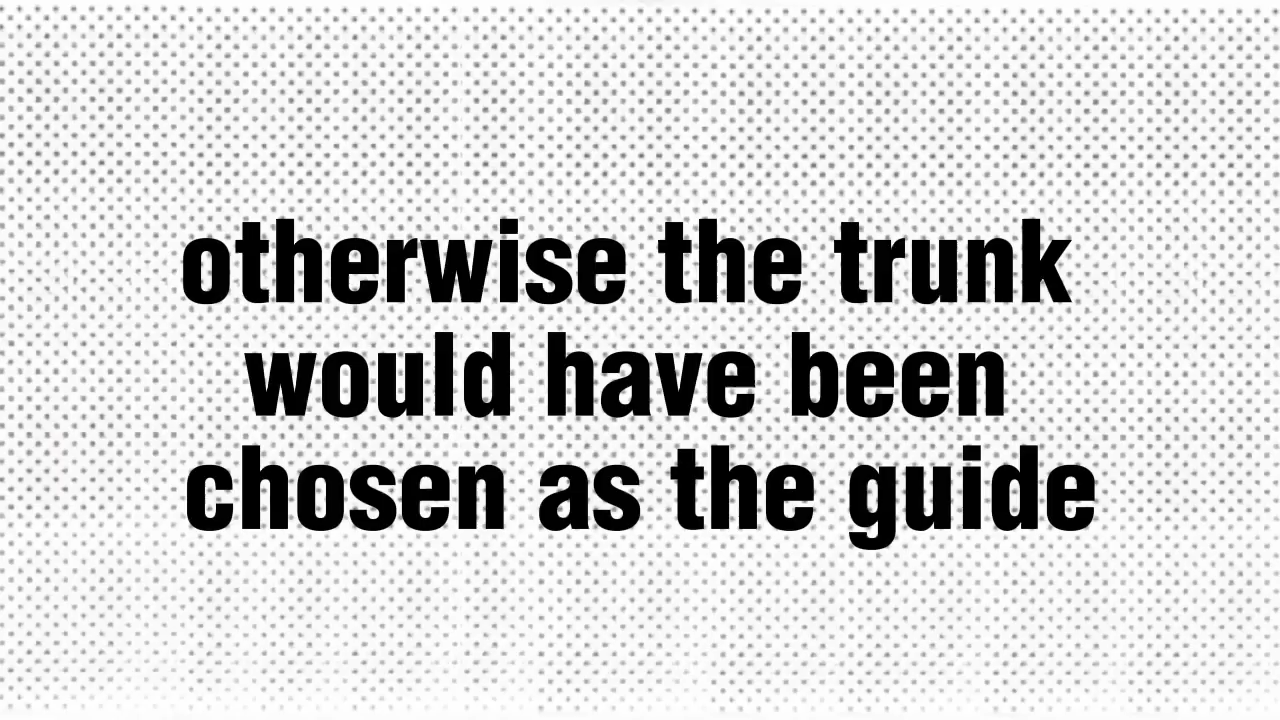 otherwise the trunk
would have been
chosen as the guide